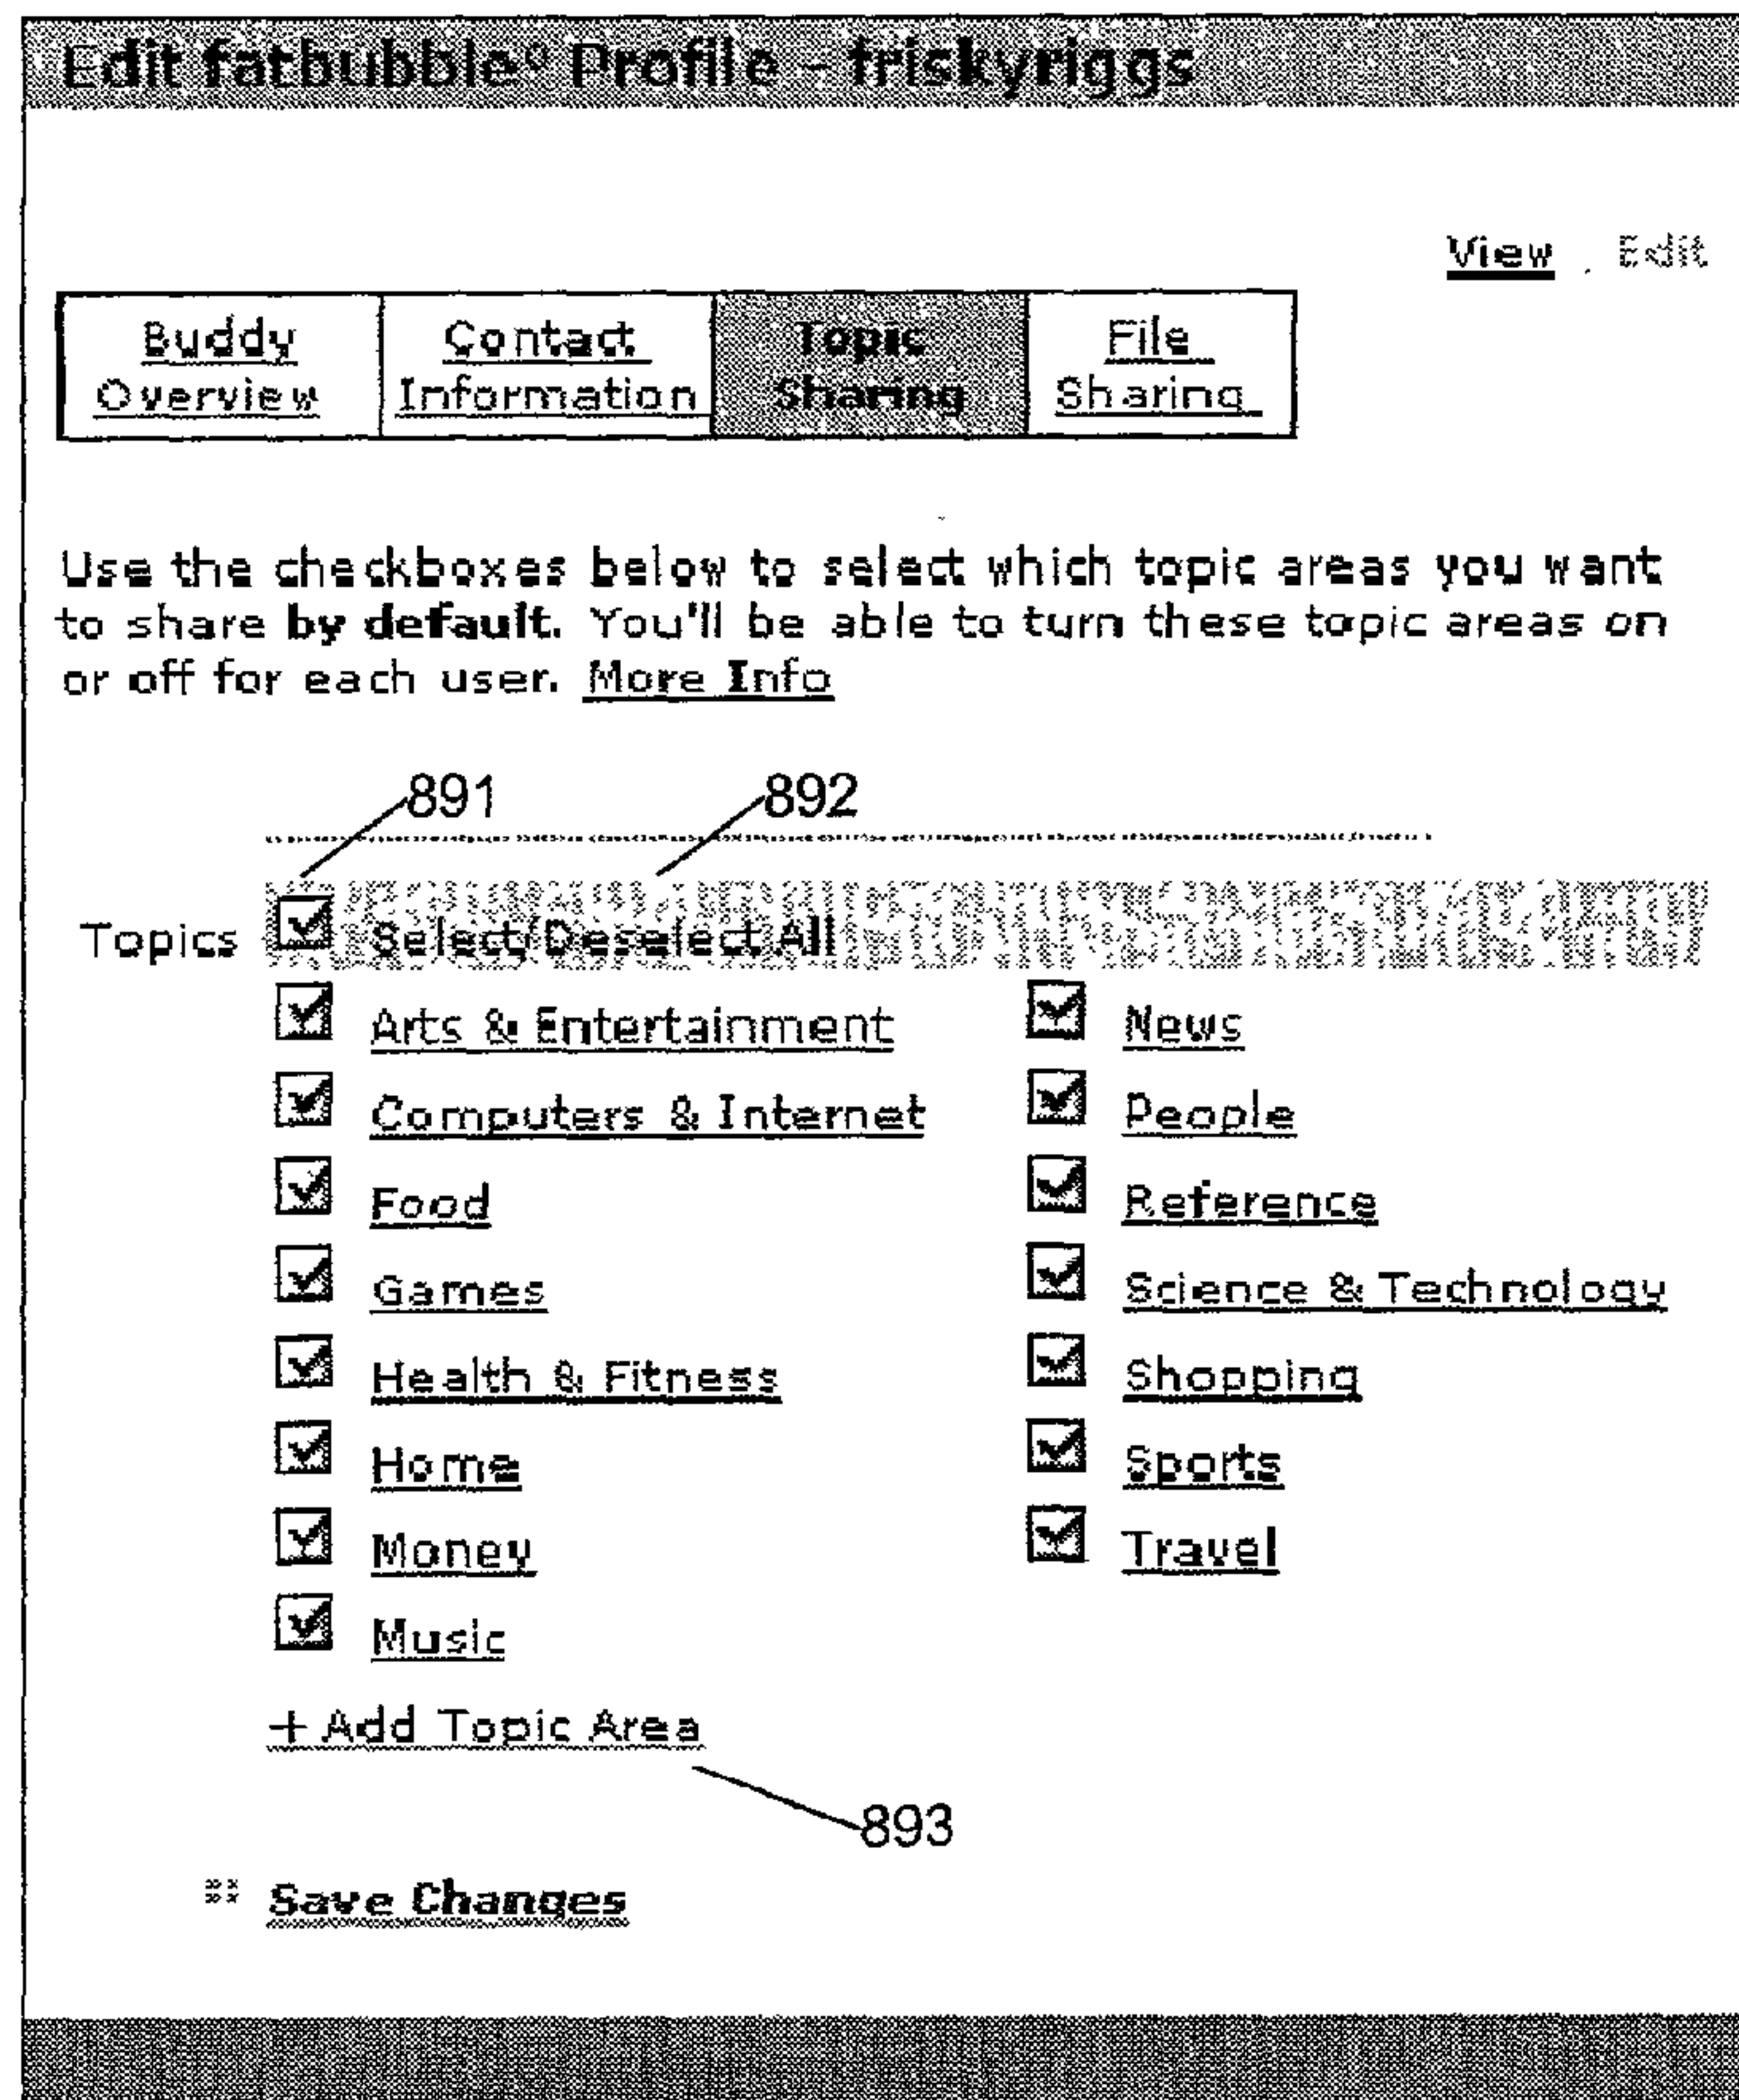 Edit fatbubble® Profile – friskyriggs
View Edit
Buddy Overview
Contact Information
Topic Sharing
File Sharing
Use the checkboxes below to select which topic areas you want
to share by default. You'll be able to turn these topic areas on
or off for each user. More Info
891 892
Topics Select/Deselect All
Arts & Entertainment News
Computers & Internet People
Food Reference
Games Science & Technology
Health & Fitness Shopping
Home Sports
Money Travel
Music
+ Add Topic Area
893
Save Changes